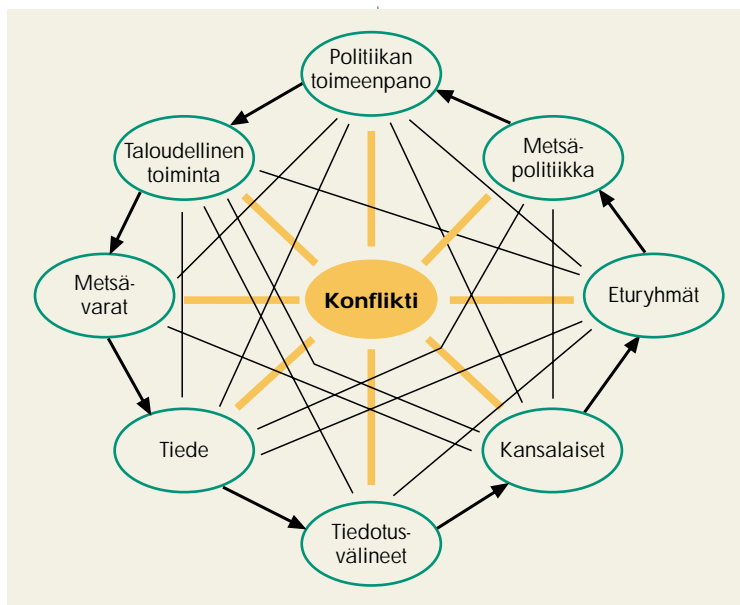 Politiikan
toimeenpano
Taloudellinen
toiminta
Metsä-
politiikka
Metsä-
varat
Konflikti
Eturyhmät
Tiede
Kansalaiset
Tiedotus-
välineet